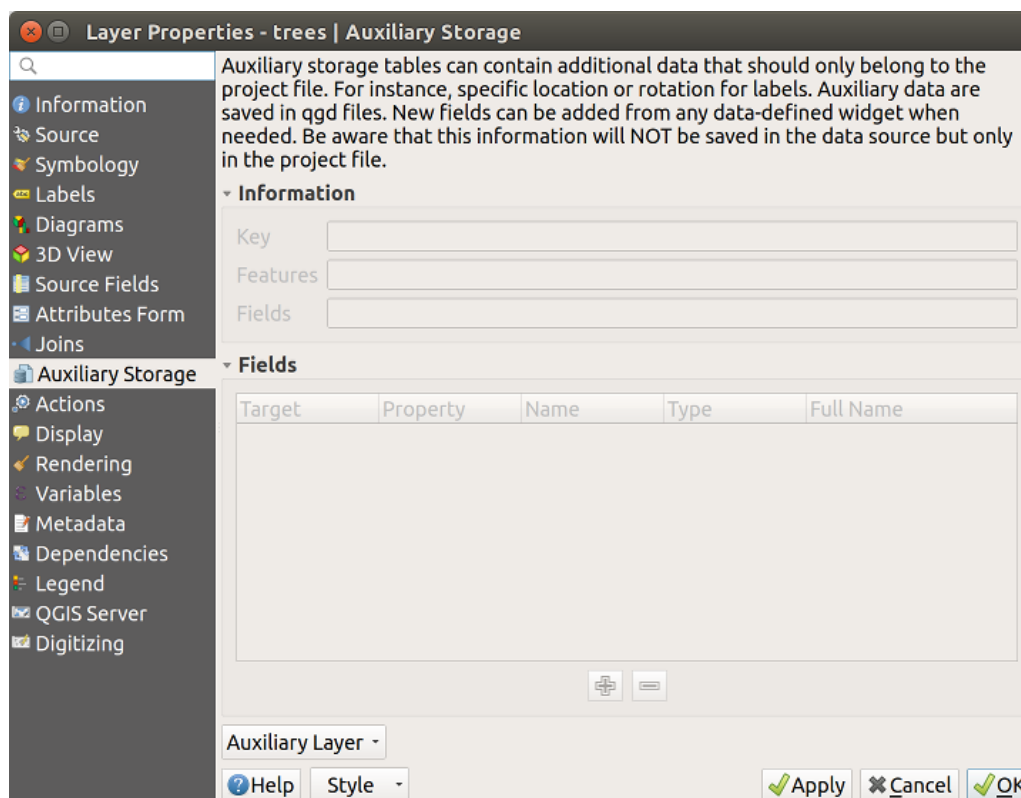 Layer Properties - trees | Auxiliary Storage
Information
Source
Symbology
Labels
Diagrams
3D View
Source Fields
Attributes Form
Joins
Auxiliary Storage
Actions
Display
Rendering
Variables
Metadata
Dependencies
Legend
QGIS Server
Digitizing
Auxiliary storage tables can contain additional data that should only belong to the
project file. For instance, specific location or rotation for labels. Auxiliary data are
saved in qgd files. New fields can be added from any data-defined widget when
needed. Be aware that this information will NOT be saved in the data source but only
in the project file.
Information
Key
Features
Fields
Fields
Target Property Name Type Full Name
Auxiliary Layer
Help Style Apply Cancel OK